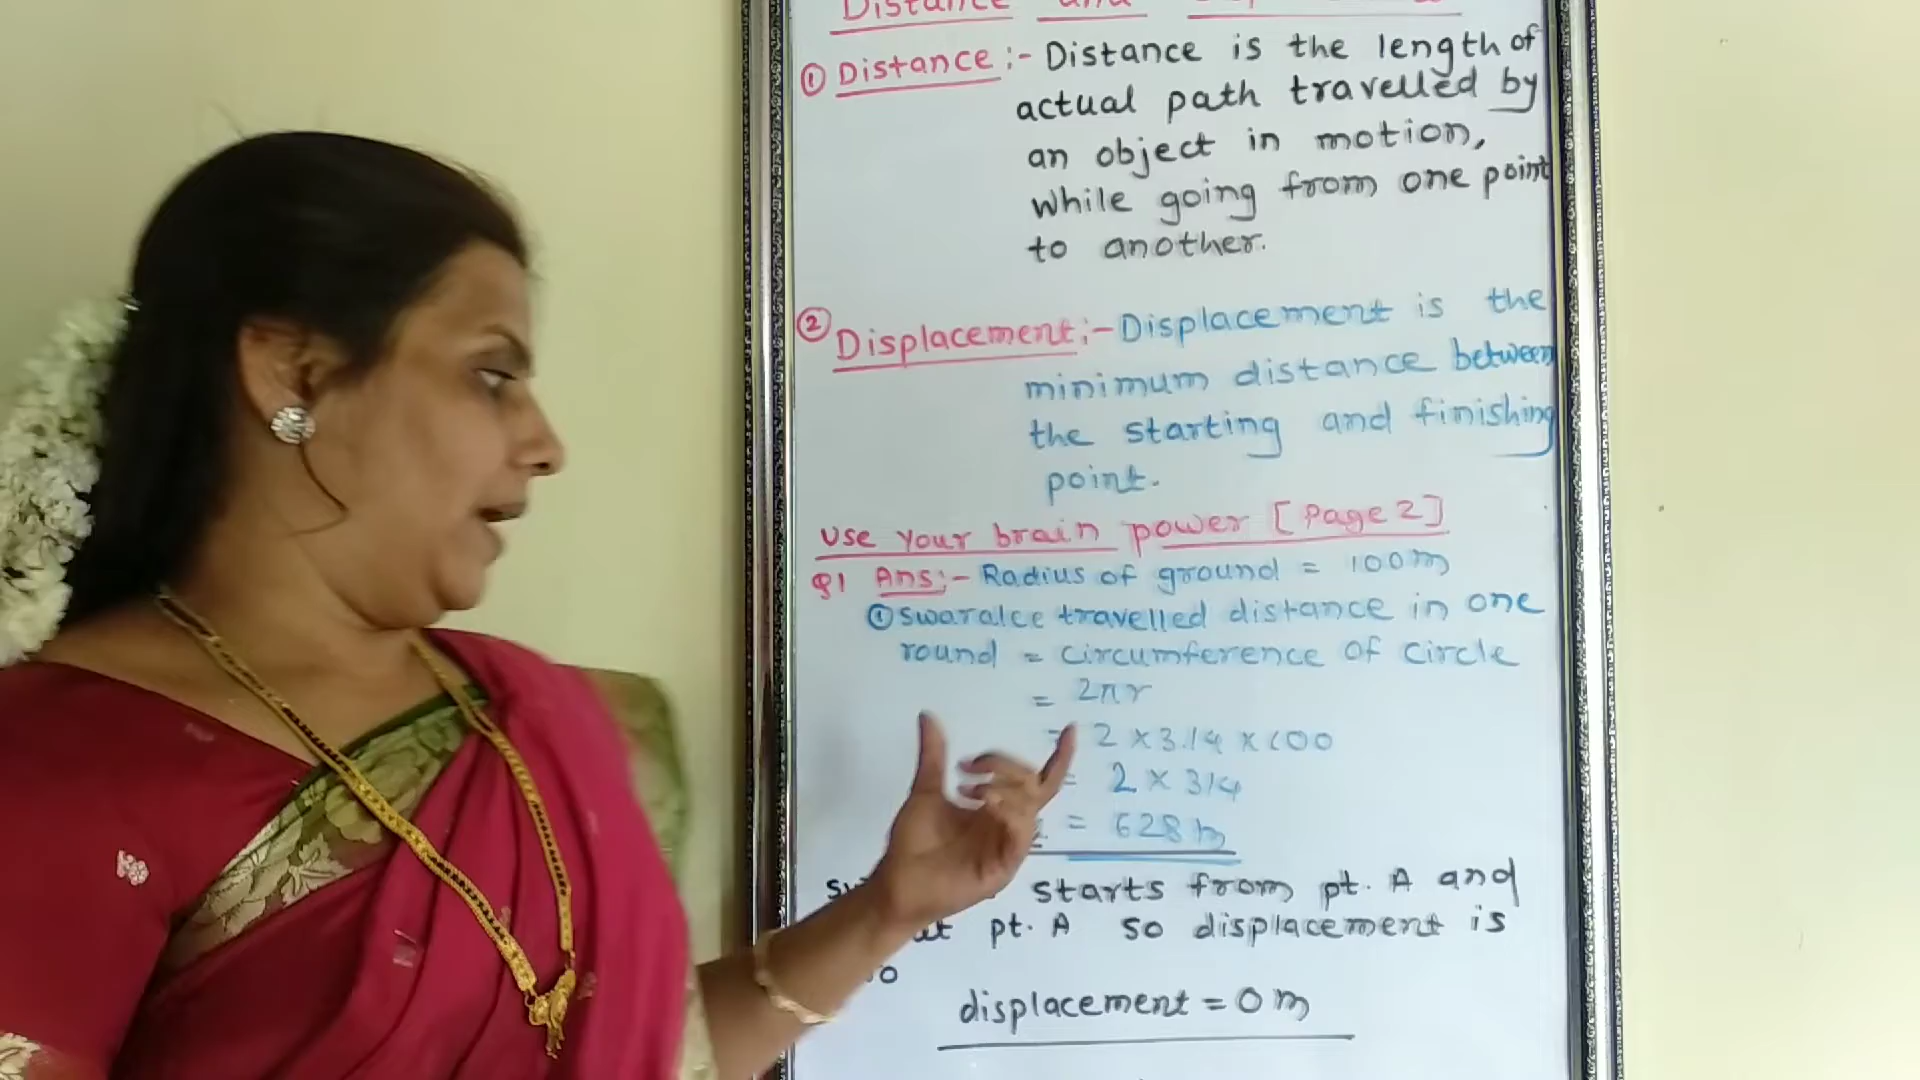 Distance and
① Distance :- Distance is the length of
actual path travelled by
an object in motion,
while going from one point
to another.
② Displacement :- Displacement is the
minimum distance between
the starting and finishing
point.
Use your brain power [Page 2]
Q1 Ans :- Radius of ground = 100m
① Swaralee travelled distance in one
round = circumference of circle
= 2πr
= 2 × 3.14 × 100
= 2 × 314
= 628 m
starts from pt. A and
pt. A so displacement is
displacement = 0 m